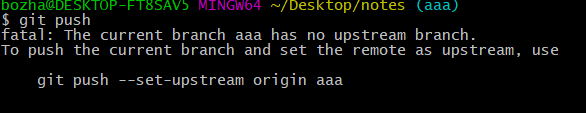 bozha@DESKTOP-FT8SAV5 MINGW64 ~/Desktop/notes (aaa)
$ git push
fatal: The current branch aaa has no upstream branch.
To push the current branch and set the remote as upstream, use
git push --set-upstream origin aaa